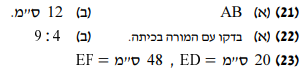 (21) (א) AB (ב) 12 ס״מ.
(22) (א) בדקו עם המורה בכיתה. (ב) 9 : 4
(23) 20 ס״מ = ED , 48 ס״מ = EF